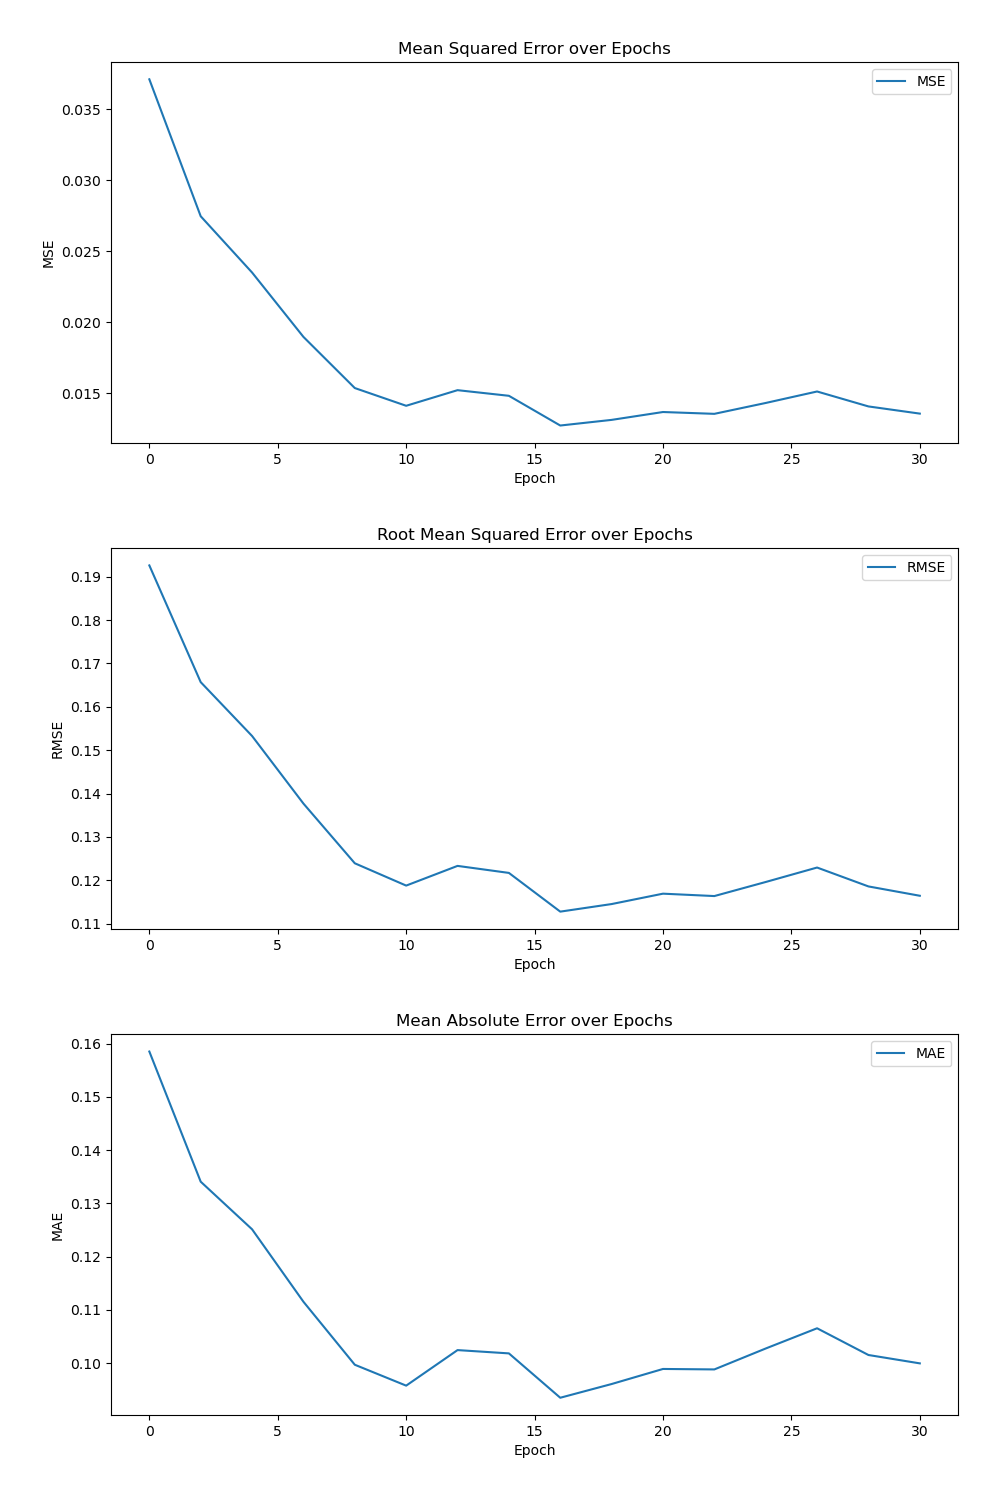 Mean Squared Error over Epochs
MSE
0.035
0.030
0.025
0.020
0.015
MSE
0 5 10 15 20 25 30
Epoch
Root Mean Squared Error over Epochs
RMSE
0.19
0.18
0.17
0.16
0.15
0.14
0.13
0.12
0.11
RMSE
0 5 10 15 20 25 30
Epoch
Mean Absolute Error over Epochs
MAE
0.16
0.15
0.14
0.13
0.12
0.11
0.10
MAE
0 5 10 15 20 25 30
Epoch